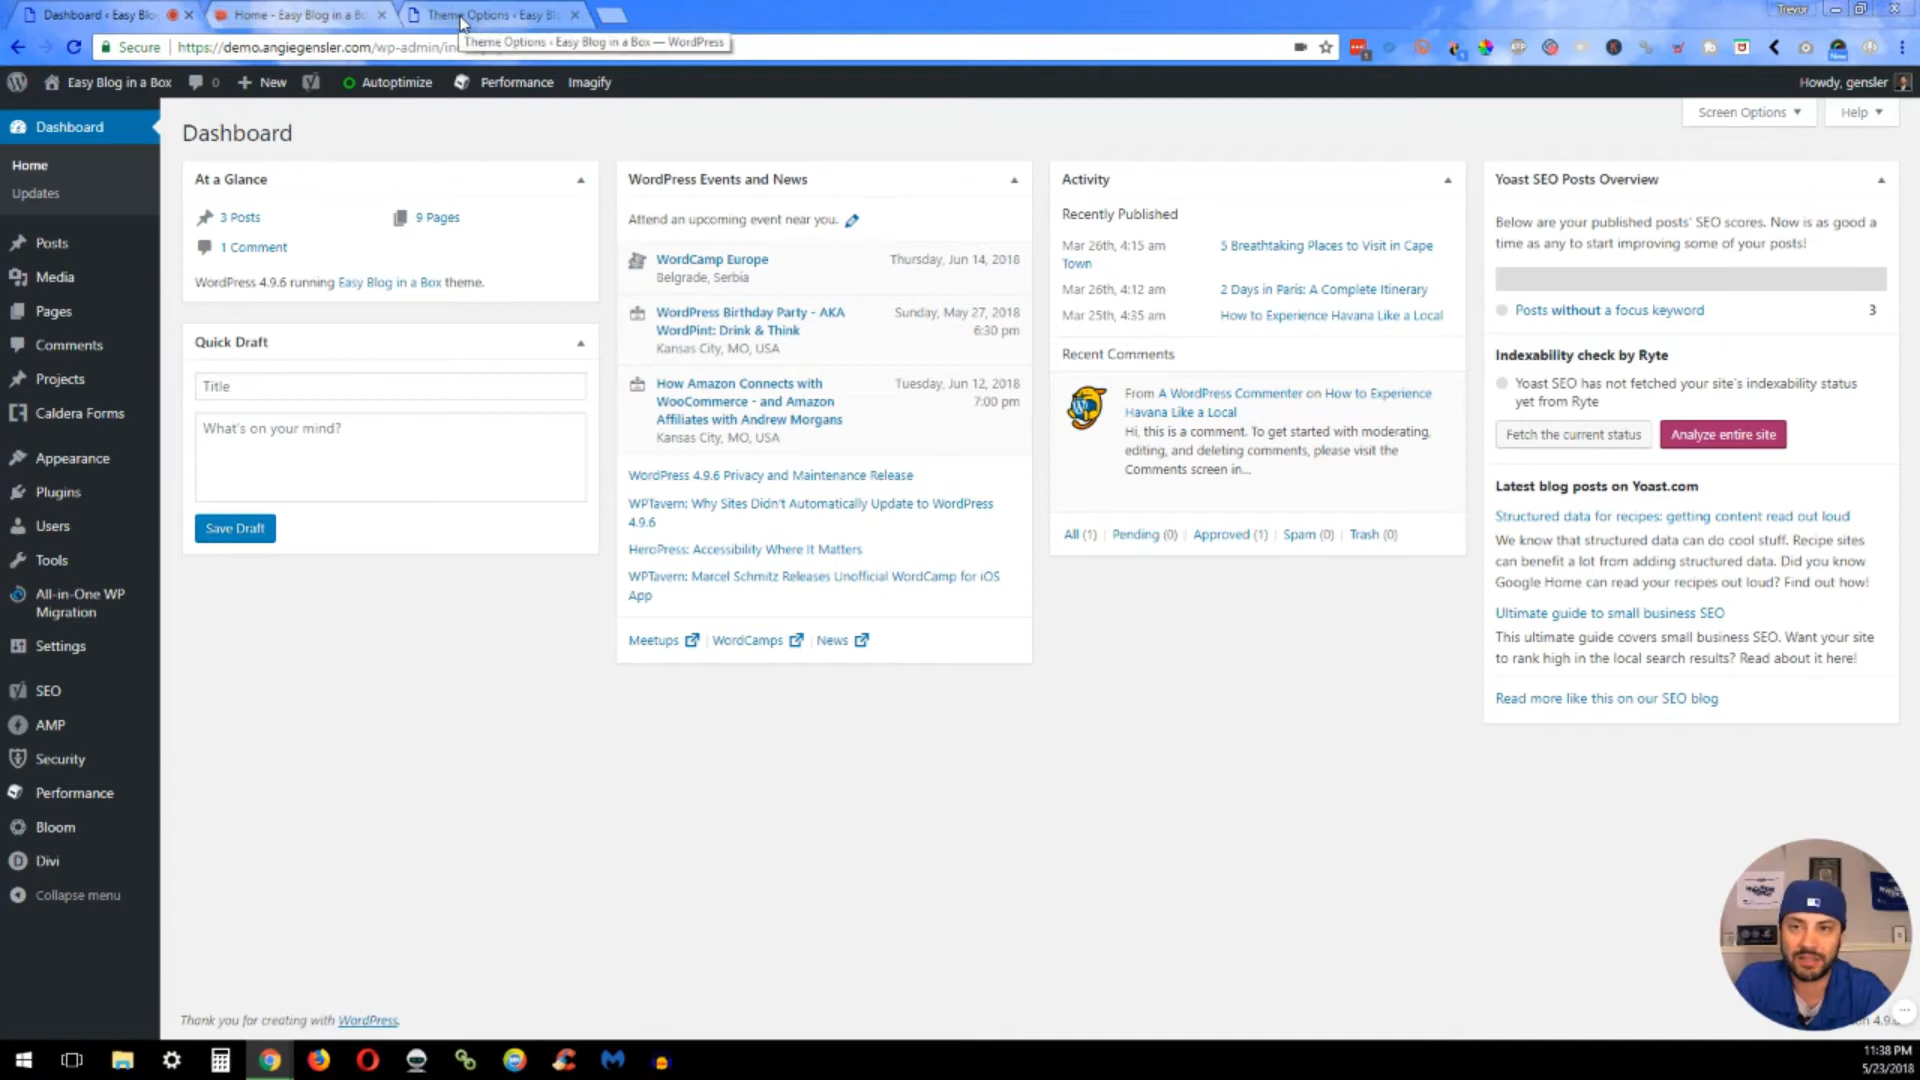 Dashboard ‹ Easy Blo
Home - Easy Blog in a Bo
Theme Options ‹ Easy Bl
Trevor
Secure
https://demo.angiegensler.com/wp-admin/in
Theme Options ‹ Easy Blog in a Box — WordPress
Easy Blog in a Box
0
New
Autoptimize
Performance
Imagify
Howdy, gensler
Screen Options
Help
Dashboard
Home
Updates
Posts
Media
Pages
Comments
Projects
Caldera Forms
Appearance
Plugins
Users
Tools
All-in-One WP
Migration
Settings
SEO
AMP
Security
Performance
Bloom
Divi
Collapse menu
Dashboard
At a Glance
3 Posts
9 Pages
1 Comment
WordPress 4.9.6 running Easy Blog in a Box theme.
Quick Draft
Title
What's on your mind?
Save Draft
WordPress Events and News
Attend an upcoming event near you.
WordCamp Europe
Thursday, Jun 14, 2018
Belgrade, Serbia
WordPress Birthday Party - AKA
Sunday, May 27, 2018
WordPint: Drink & Think
6:30 pm
Kansas City, MO, USA
How Amazon Connects with
Tuesday, Jun 12, 2018
WooCommerce - and Amazon
7:00 pm
Affiliates with Andrew Morgans
Kansas City, MO, USA
WordPress 4.9.6 Privacy and Maintenance Release
WPTavern: Why Sites Didn't Automatically Update to WordPress
4.9.6
HeroPress: Accessibility Where It Matters
WPTavern: Marcel Schmitz Releases Unofficial WordCamp for iOS
App
Meetups | WordCamps | News
Activity
Recently Published
Mar 26th, 4:15 am
5 Breathtaking Places to Visit in Cape
Town
Mar 26th, 4:12 am
2 Days in Paris: A Complete Itinerary
Mar 25th, 4:35 am
How to Experience Havana Like a Local
Recent Comments
From A WordPress Commenter on How to Experience
Havana Like a Local
Hi, this is a comment. To get started with moderating,
editing, and deleting comments, please visit the
Comments screen in...
All (1) | Pending (0) | Approved (1) | Spam (0) | Trash (0)
Yoast SEO Posts Overview
Below are your published posts' SEO scores. Now is as good a
time as any to start improving some of your posts!
Posts without a focus keyword
3
Indexability check by Ryte
Yoast SEO has not fetched your site's indexability status
yet from Ryte
Fetch the current status
Analyze entire site
Latest blog posts on Yoast.com
Structured data for recipes: getting content read out loud
We know that structured data can do cool stuff. Recipe sites
can benefit a lot from adding structured data. Did you know
Google Home can read your recipes out loud? Find out how!
Ultimate guide to small business SEO
This ultimate guide covers small business SEO. Want your site
to rank high in the local search results? Read about it here!
Read more like this on our SEO blog
Thank you for creating with WordPress.
11:38 PM
5/23/2018